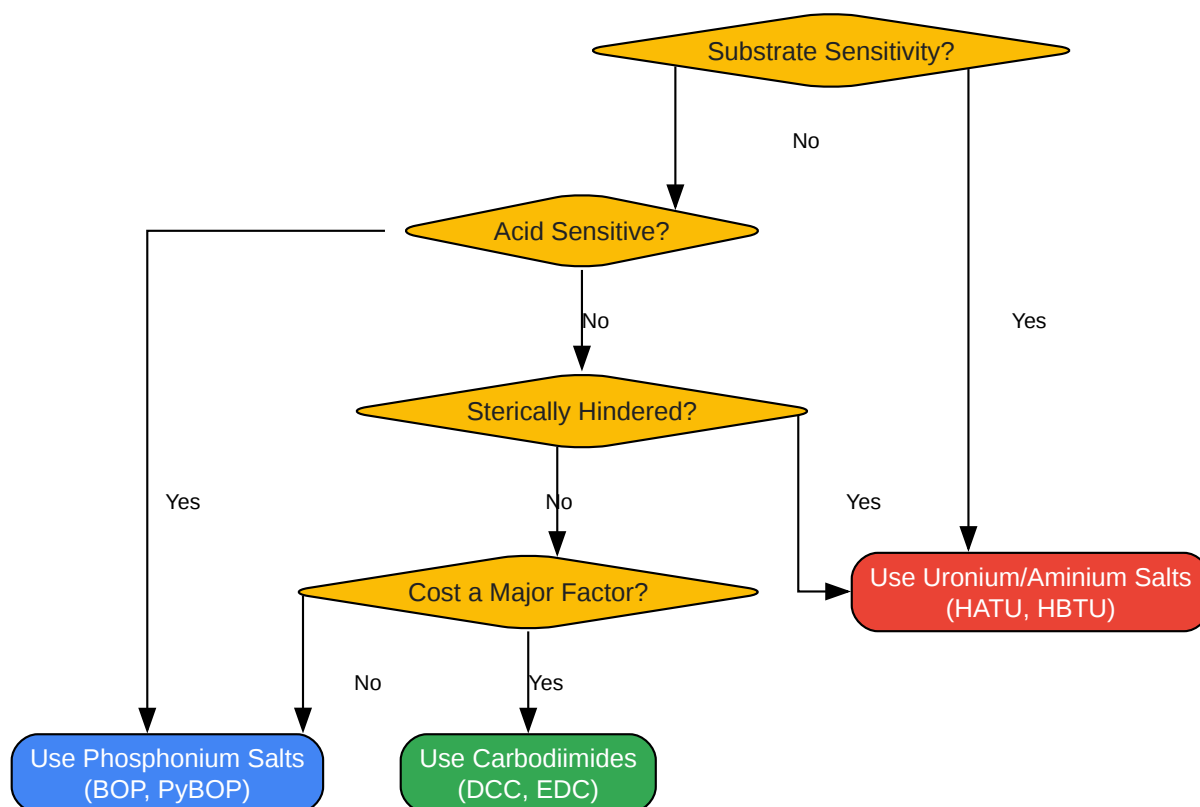 Substrate Sensitivity?
No
Acid Sensitive?
No
Yes
Sterically Hindered?
Yes
No
Yes
Use Uronium/Aminium Salts
(HATU, HBTU)
Cost a Major Factor?
No
Yes
Use Phosphonium Salts
(BOP, PyBOP)
Use Carbodiimides
(DCC, EDC)